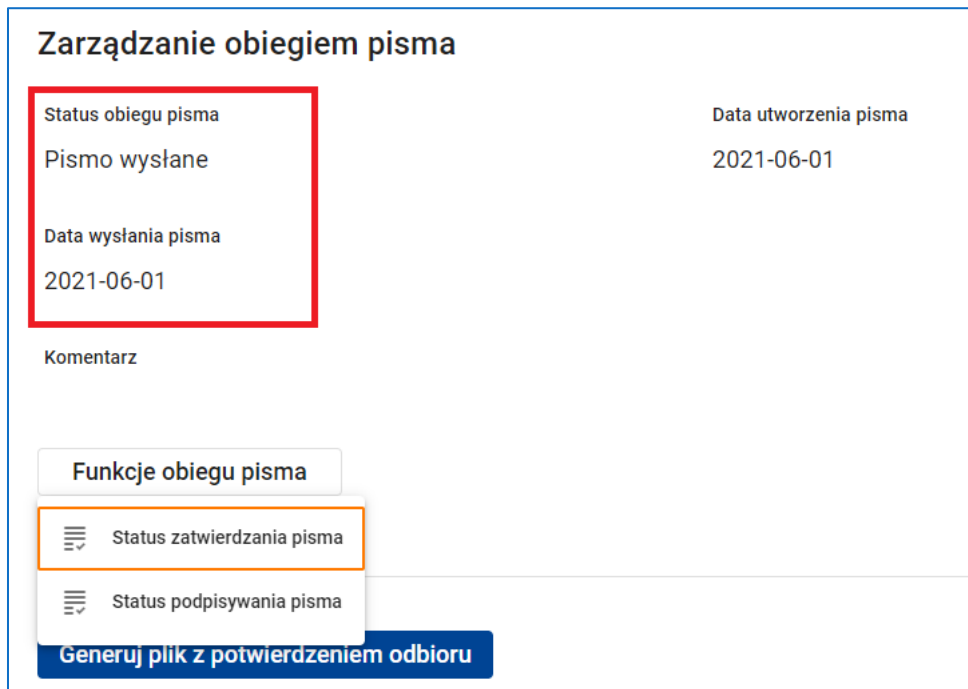 Zarządzanie obiegiem pisma
Status obiegu pisma
Pismo wysłane
Data utworzenia pisma
2021-06-01
Data wysłania pisma
2021-06-01
Komentarz
Funkcje obiegu pisma
Status zatwierdzania pisma
Status podpisywania pisma
Generuj plik z potwierdzeniem odbioru